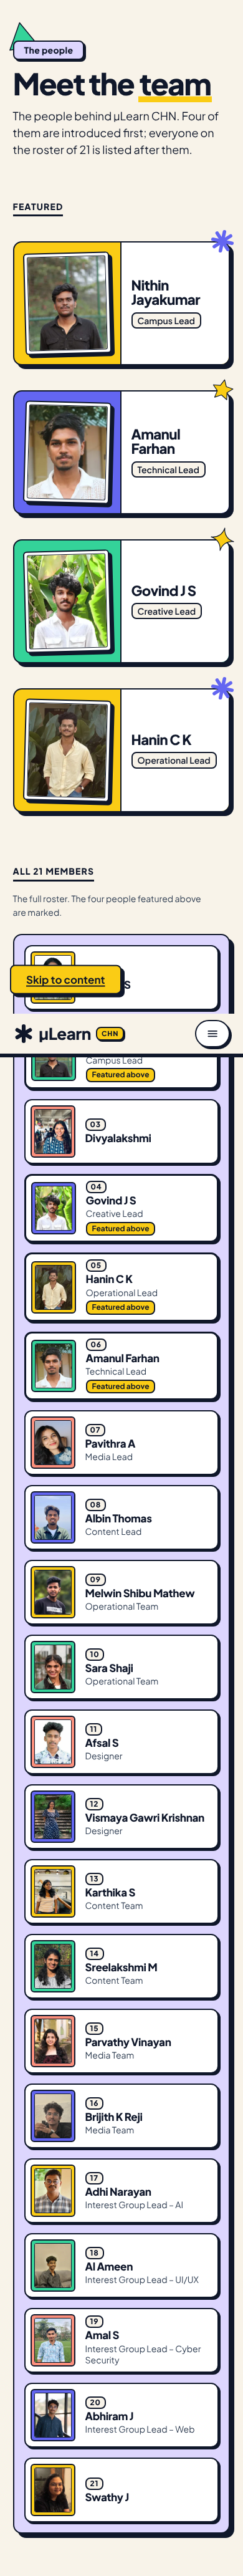 The people
Meet the team
The people behind µLearn CHN. Four of
them are introduced first; everyone on
the roster of 21 is listed after them.
FEATURED
Nithin
Jayakumar
Campus Lead
Amanul
Farhan
Technical Lead
Govind J S
Creative Lead
Hanin C K
Operational Lead
ALL 21 MEMBERS
The full roster. The four people featured above
are marked.
Skip to content
S
µLearn CHN
Campus Lead
Featured above
03
Divyalakshmi
04
Govind J S
Creative Lead
Featured above
05
Hanin C K
Operational Lead
Featured above
06
Amanul Farhan
Technical Lead
Featured above
07
Pavithra A
Media Lead
08
Albin Thomas
Content Lead
09
Melwin Shibu Mathew
Operational Team
10
Sara Shaji
Operational Team
11
Afsal S
Designer
12
Vismaya Gawri Krishnan
Designer
13
Karthika S
Content Team
14
Sreelakshmi M
Content Team
15
Parvathy Vinayan
Media Team
16
Brijith K Reji
Media Team
17
Adhi Narayan
Interest Group Lead – AI
18
Al Ameen
Interest Group Lead – UI/UX
19
Amal S
Interest Group Lead – Cyber
Security
20
Abhiram J
Interest Group Lead – Web
21
Swathy J